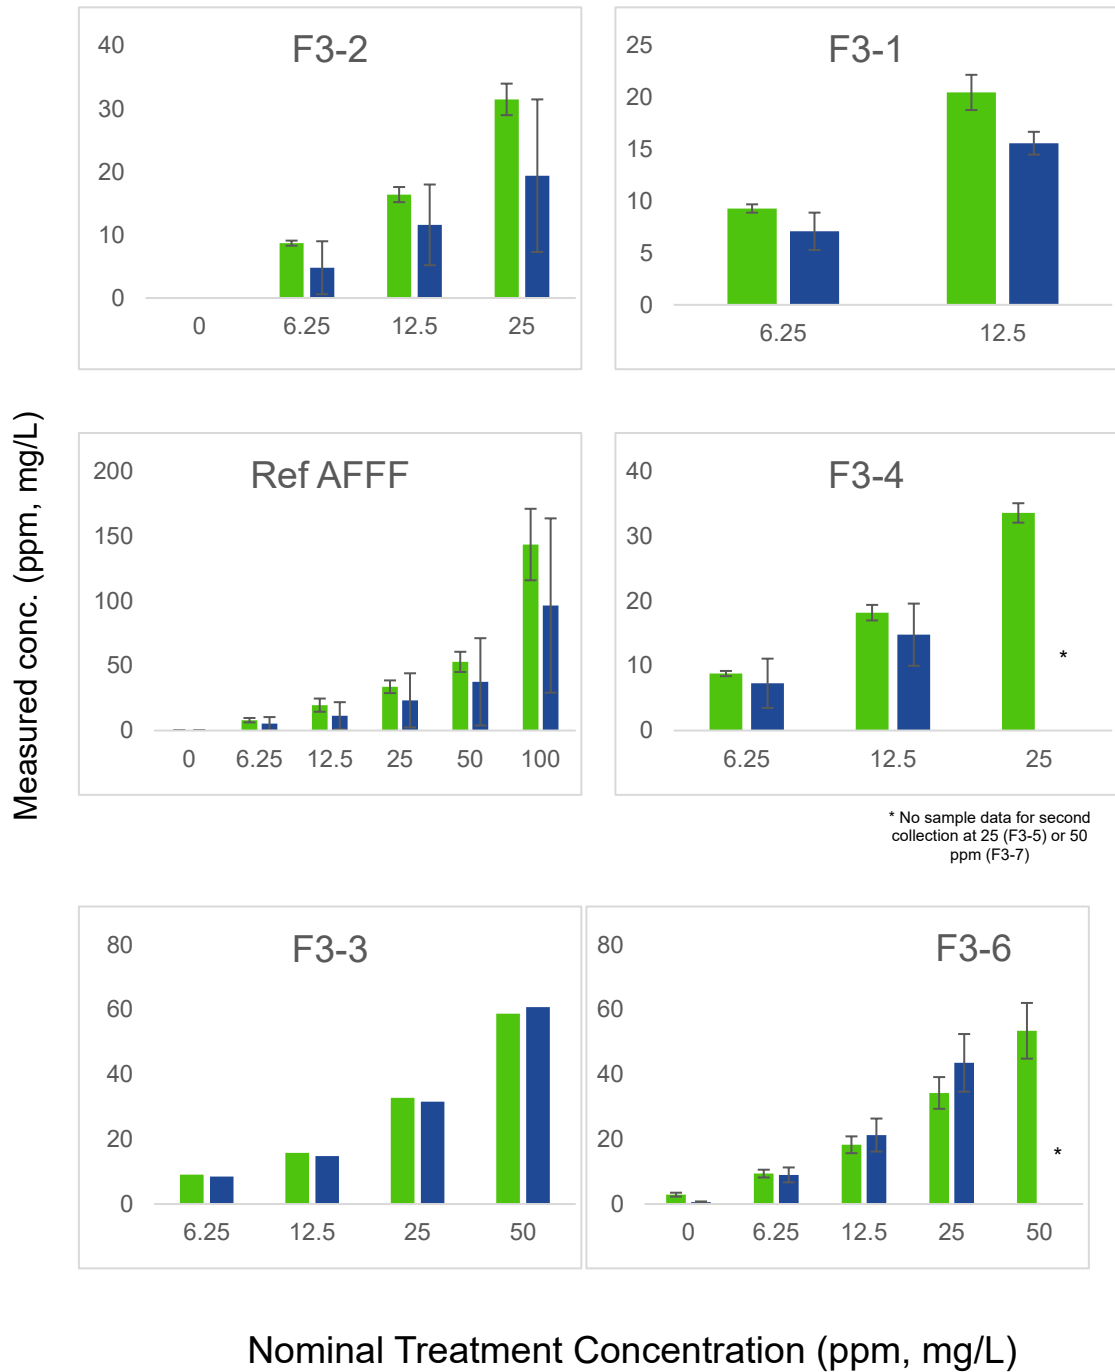 F3-2
40
30
20
10
0
0 6.25 12.5 25
F3-1
25
20
15
10
5
0
6.25 12.5
Measured conc. (ppm, mg/L)
Ref AFFF
200
150
100
50
0
0 6.25 12.5 25 50 100
F3-4
40
30
20
10
0
*
6.25 12.5 25
* No sample data for second
collection at 25 (F3-5) or 50
ppm (F3-7)
F3-3
80
60
40
20
0
6.25 12.5 25 50
F3-6
80
60
40
20
0
*
0 6.25 12.5 25 50
Nominal Treatment Concentration (ppm, mg/L)